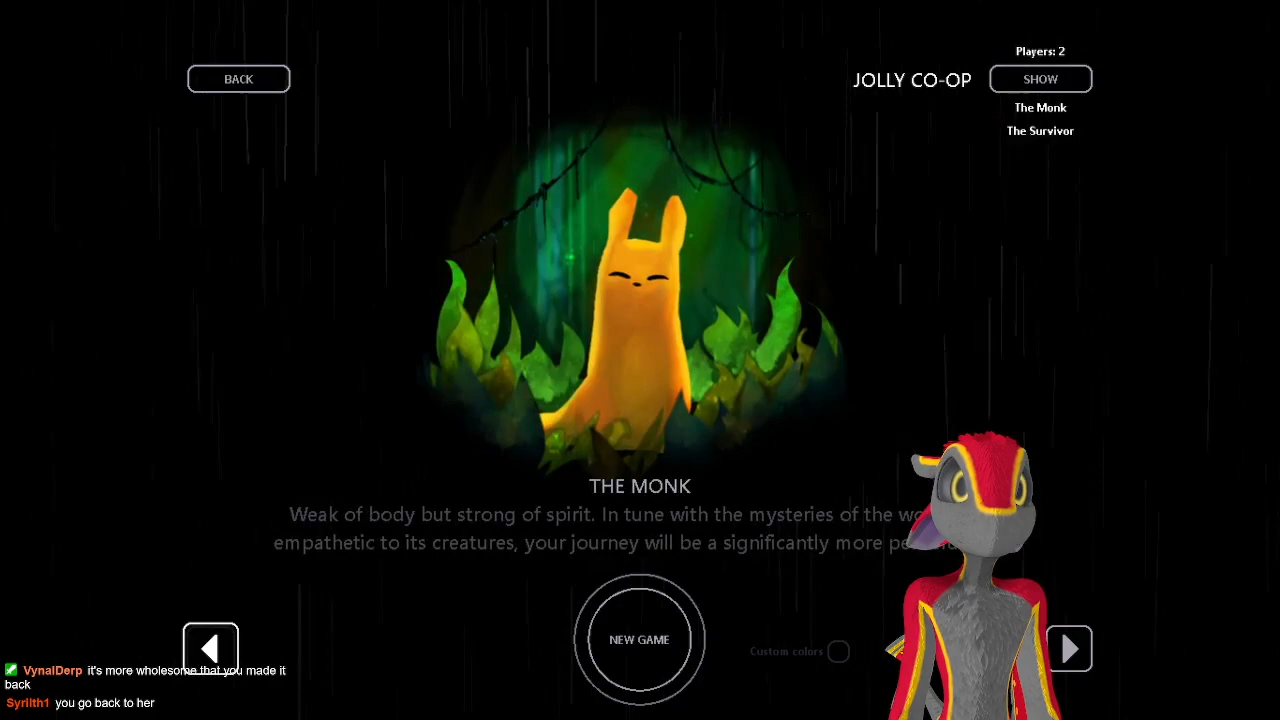 Players: 2
BACK
JOLLY CO-OP
SHOW
The Monk
The Survivor
THE MONK
Weak of body but strong of spirit. In tune with the mysteries of the
empathetic to its creatures, your journey will be a significantly more
NEW GAME
Custom colors
VynalDerp it's more wholesome that you made it
back
Syrlith1 you go back to her